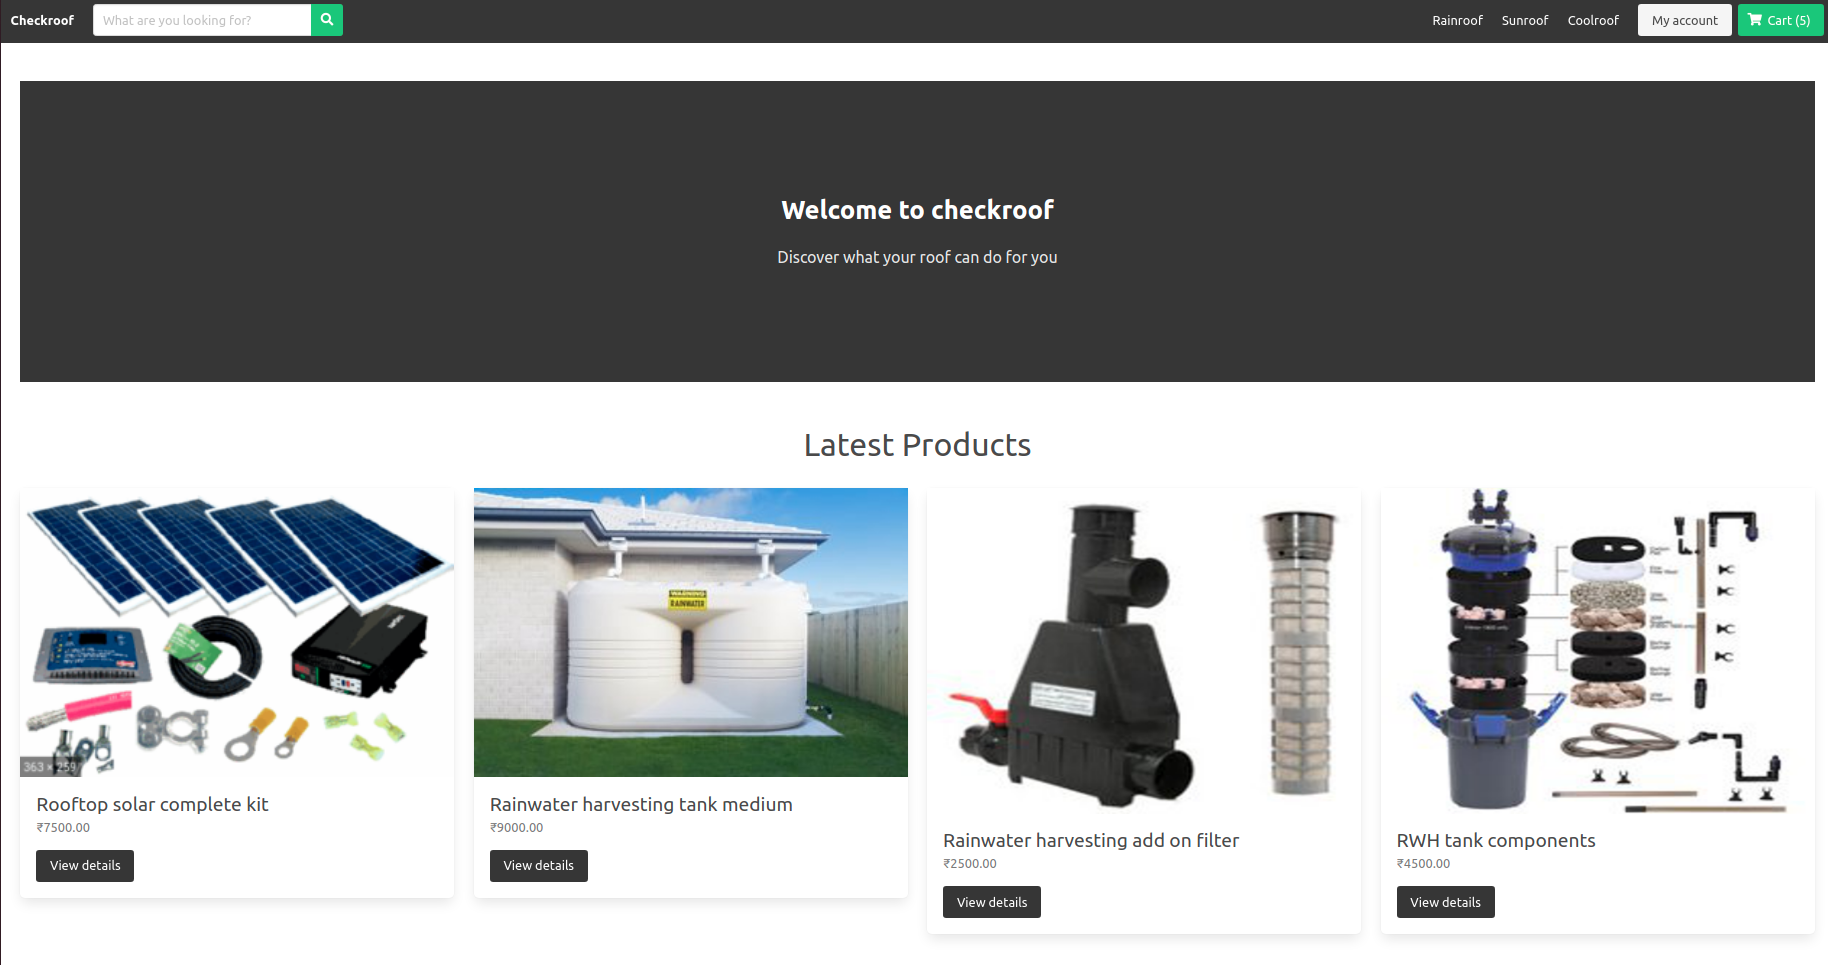 Checkroof
What are you looking for?
Rainroof
Sunroof
Coolroof
My account
Cart (5)
Welcome to checkroof
Discover what your roof can do for you
Latest Products
363 × 259
WARNING
RAINWATER
Rooftop solar complete kit
₹7500.00
View details
Rainwater harvesting tank medium
₹9000.00
View details
Rainwater harvesting add on filter
₹2500.00
View details
RWH tank components
₹4500.00
View details